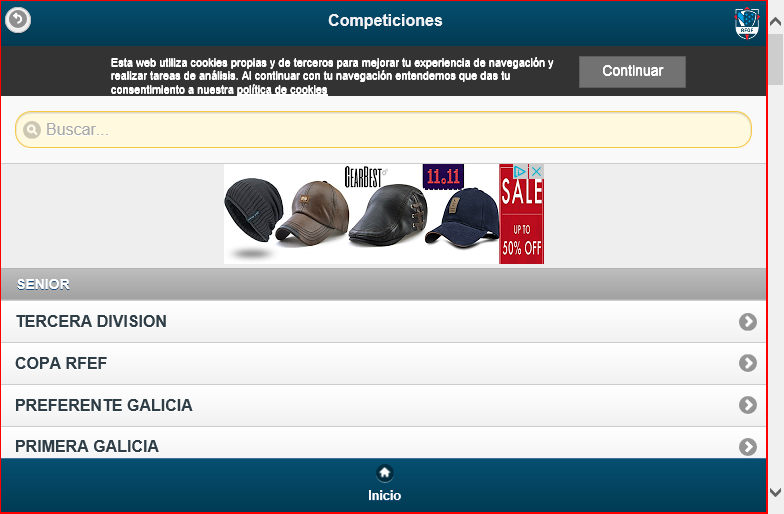 Competiciones
RFGF
Esta web utiliza cookies propias y de terceros para mejorar tu experiencia de navegación y
realizar tareas de análisis. Al continuar con tu navegación entendemos que das tu
consentimiento a nuestra política de cookies
Continuar
Buscar...
GEARBEST
11.11
SALE
UP TO
50% OFF
SENIOR
TERCERA DIVISION
COPA RFEF
PREFERENTE GALICIA
PRIMERA GALICIA
Inicio